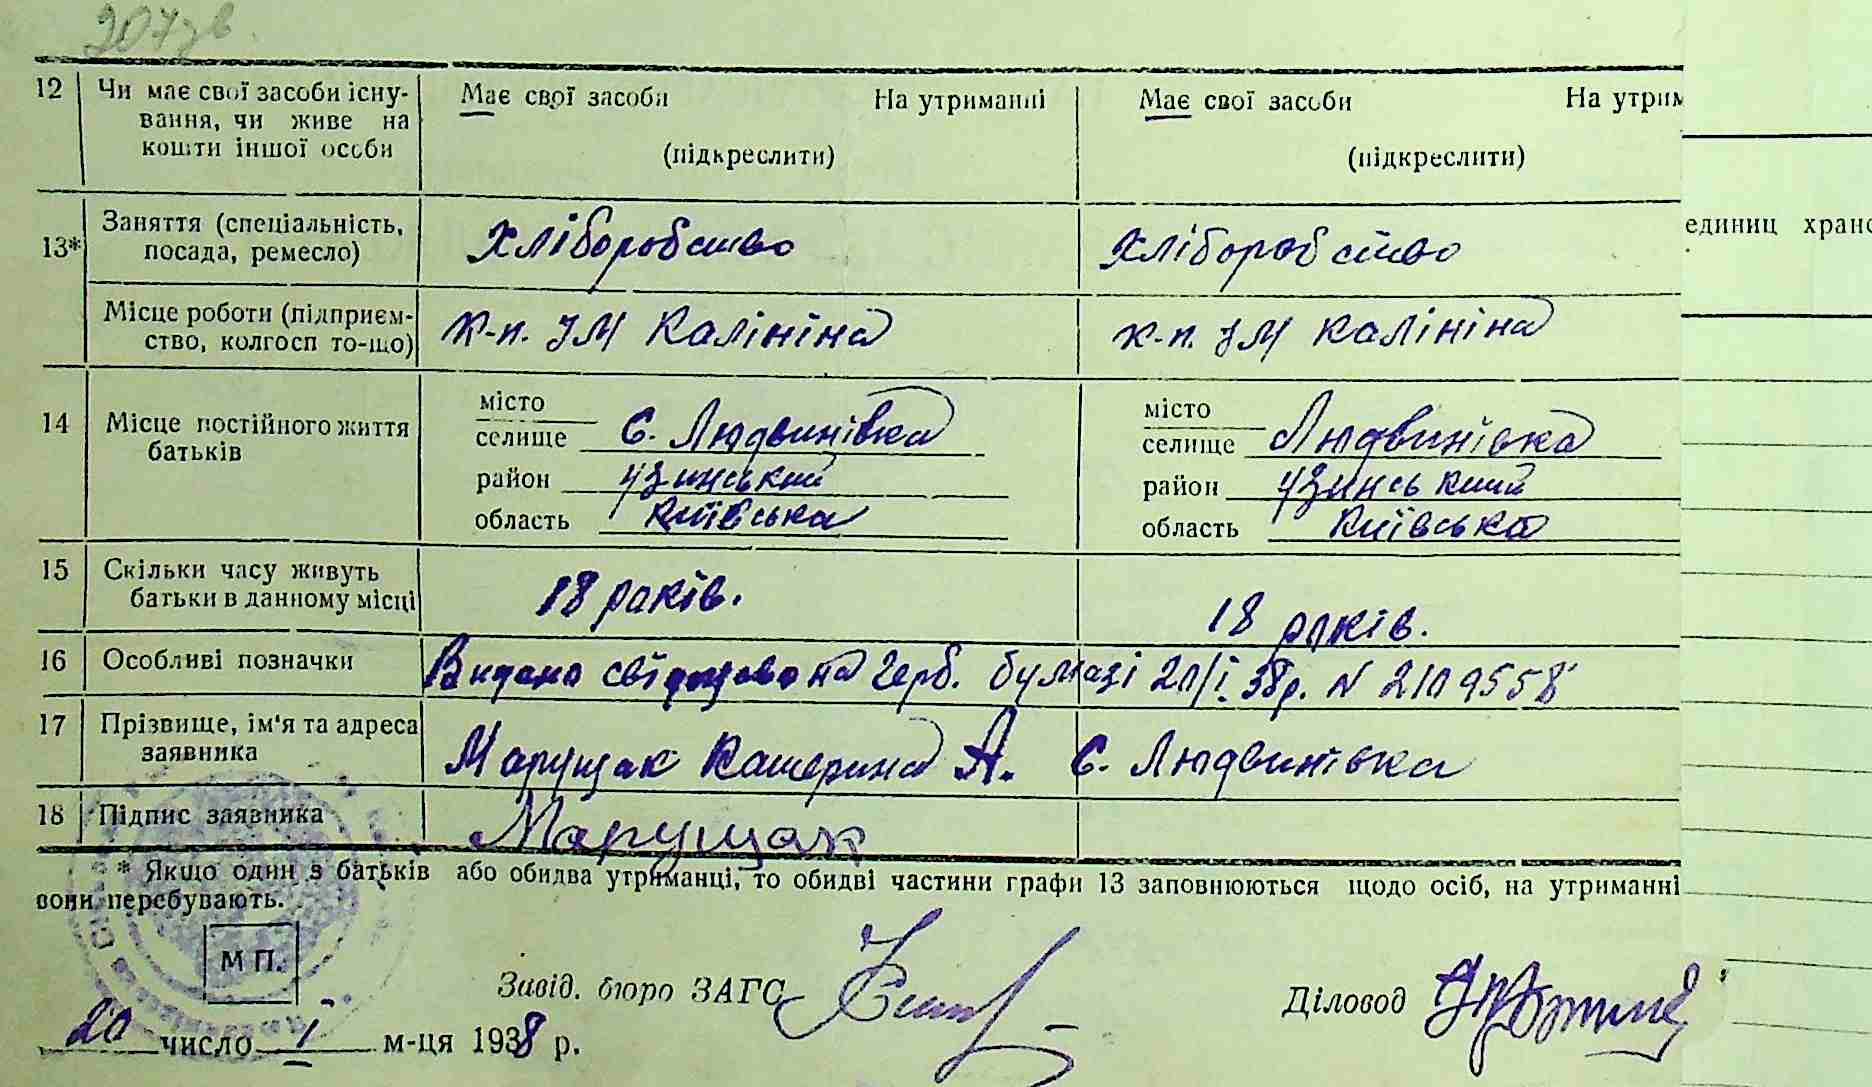 207 зв.
12 Чи має свої засоби існу- Має свої засоби На утриманні Має свої засоби На утрим
вання, чи живе на
кошти іншої особи (підкреслити) (підкреслити)
13* Заняття (спеціальність, Хліборобство Хліборобство единиц хран
посада, ремесло)
Місце роботи (підприєм- К-п. ІМ Калініна К-п. ІМ Калініна
ство, колгосп то-що)
14 Місце постійного життя місто місто
батьків селище С. Людвинівка селище Людвинівка
район Узинський район Узинський
область Київська область Київська
15 Скільки часу живуть 18 років. 18 років.
батьки в данному місці
16 Особливі позначки Видано на герб. бумазі 20/I 38р. N 2109558
17 Прізвище, ім'я та адреса Марущак Катерина А. С. Людвинівка
заявника
18 Підпис заявника Марущак
* Якщо один з батьків або обидва утриманці, то обидві частини графи 13 заповнюються щодо осіб, на утриманні
вони перебувають.
М П.
Завід. бюро ЗАГС Діловод
20 число 1 м-ця 1938 р.